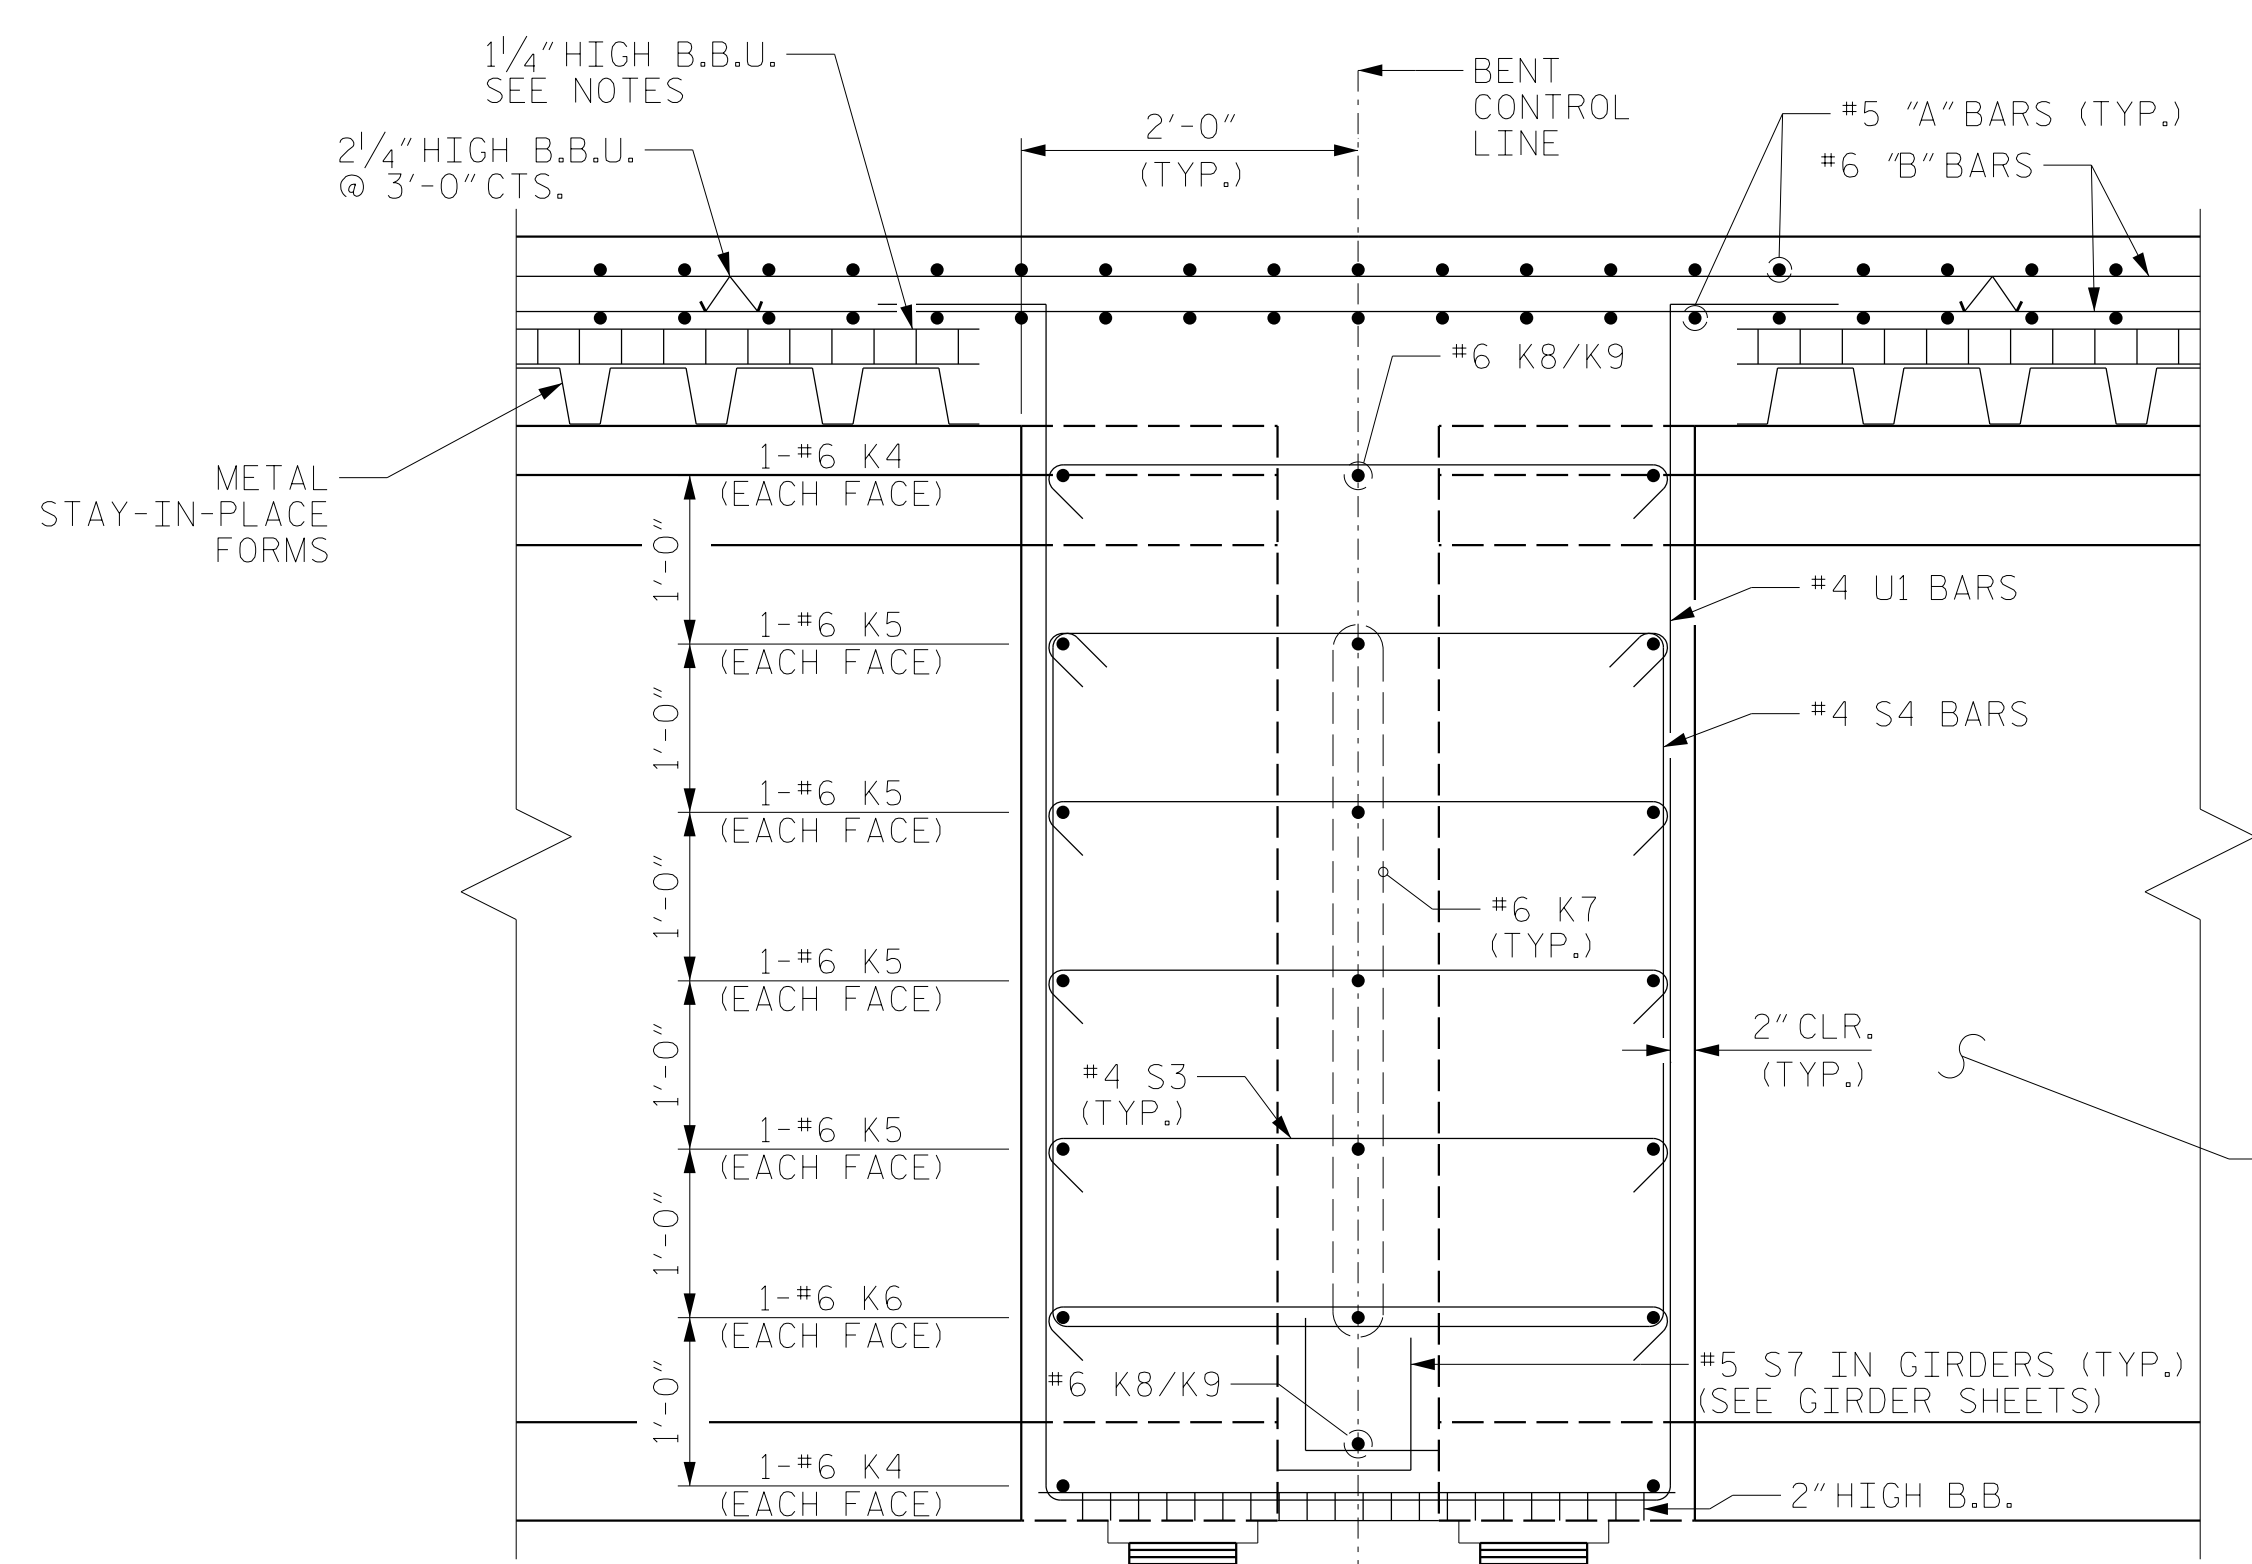 1 1/4" HIGH B.B.U.
SEE NOTES
2 1/4" HIGH B.B.U.
@ 3'-0" CTS.
2'-0"
(TYP.)
BENT
CONTROL
LINE
#5 "A" BARS (TYP.)
#6 "B" BARS
#6 K8/K9
METAL
STAY-IN-PLACE
FORMS
1-#6 K4
(EACH FACE)
1'-0"
#4 U1 BARS
1-#6 K5
(EACH FACE)
1'-0"
#4 S4 BARS
1-#6 K5
(EACH FACE)
1'-0"
#6 K7
(TYP.)
1-#6 K5
(EACH FACE)
1'-0"
2" CLR.
(TYP.)
#4 S3
(TYP.)
1-#6 K5
(EACH FACE)
1'-0"
1-#6 K6
(EACH FACE)
1'-0"
#6 K8/K9
#5 S7 IN GIRDERS (TYP.)
(SEE GIRDER SHEETS)
1-#6 K4
(EACH FACE)
2" HIGH B.B.